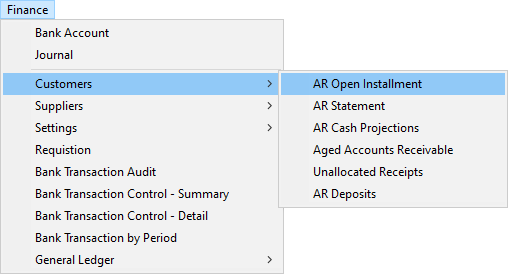 Finance
Bank Account
Journal
Customers
Suppliers
Settings
Requistion
Bank Transaction Audit
Bank Transaction Control - Summary
Bank Transaction Control - Detail
Bank Transaction by Period
General Ledger
AR Open Installment
AR Statement
AR Cash Projections
Aged Accounts Receivable
Unallocated Receipts
AR Deposits